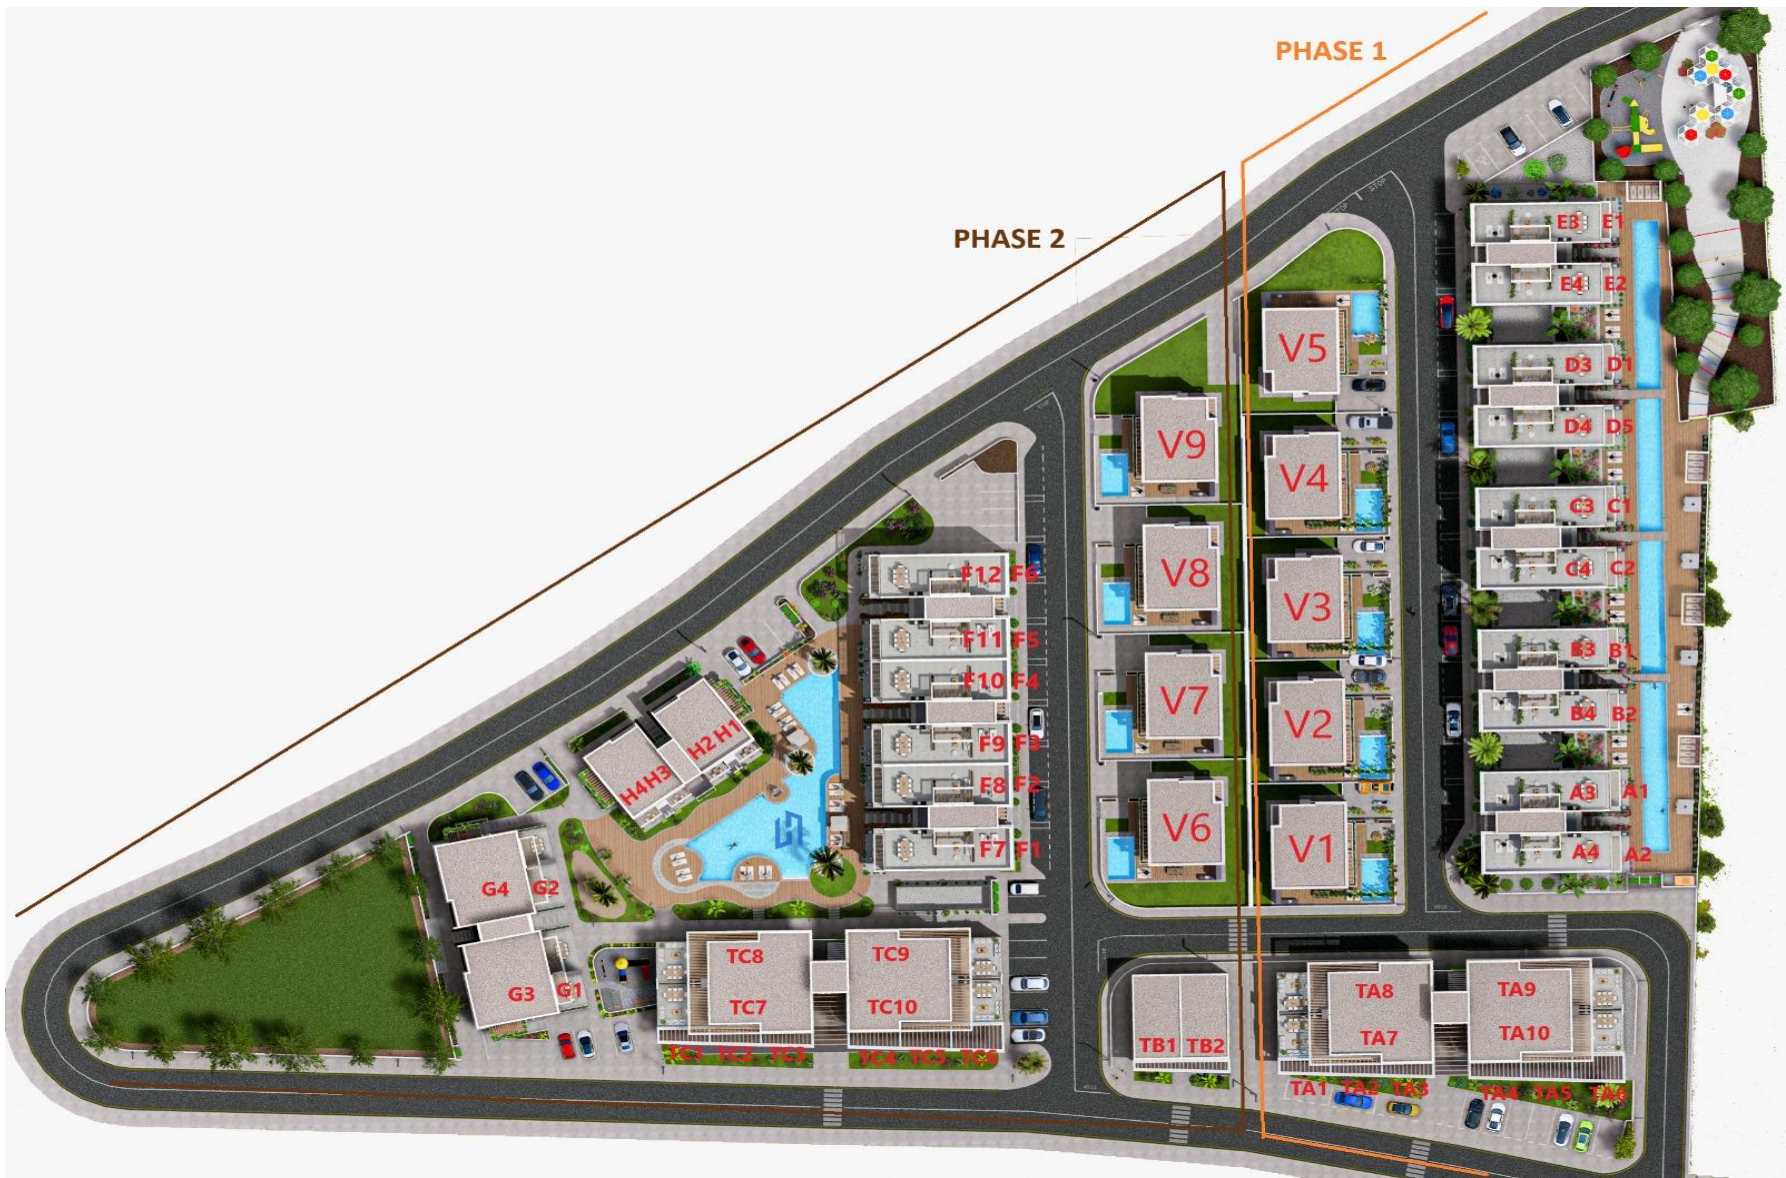 PHASE 1
PHASE 2
STOP
STOP
E3 E1
E4 E2
D3 D1
D4 D5
C3 C1
C4 C2
B3 B1
B4 B2
A3 A1
A4 A2
V5
V4
V3
V2
V1
V9
V8
V7
V6
STOP
F12 F6
F11 F5
F10 F4
F9 F3
F8 F2
F7 F1
H2 H1
H4 H3
G4 G2
G3 G1
TC8 TC9
TC7 TC10
TC1 TC2 TC3 TC4 TC5 TC6
TB1 TB2
TA8 TA9
TA7 TA10
TA1 TA2 TA3 TA4 TA5 TA6